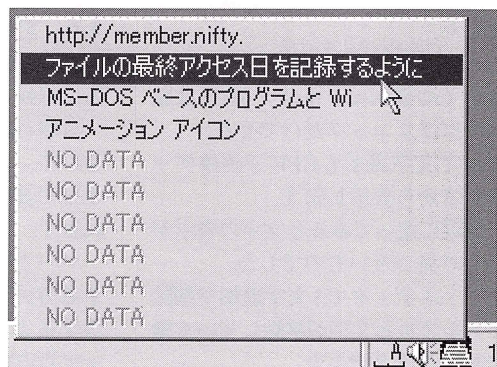 http://member.nifty.
ファイルの最終アクセス日を記録するように
MS-DOS ベースのプログラムと Wi
アニメーション アイコン
NO DATA
NO DATA
NO DATA
NO DATA
NO DATA
NO DATA
A 1